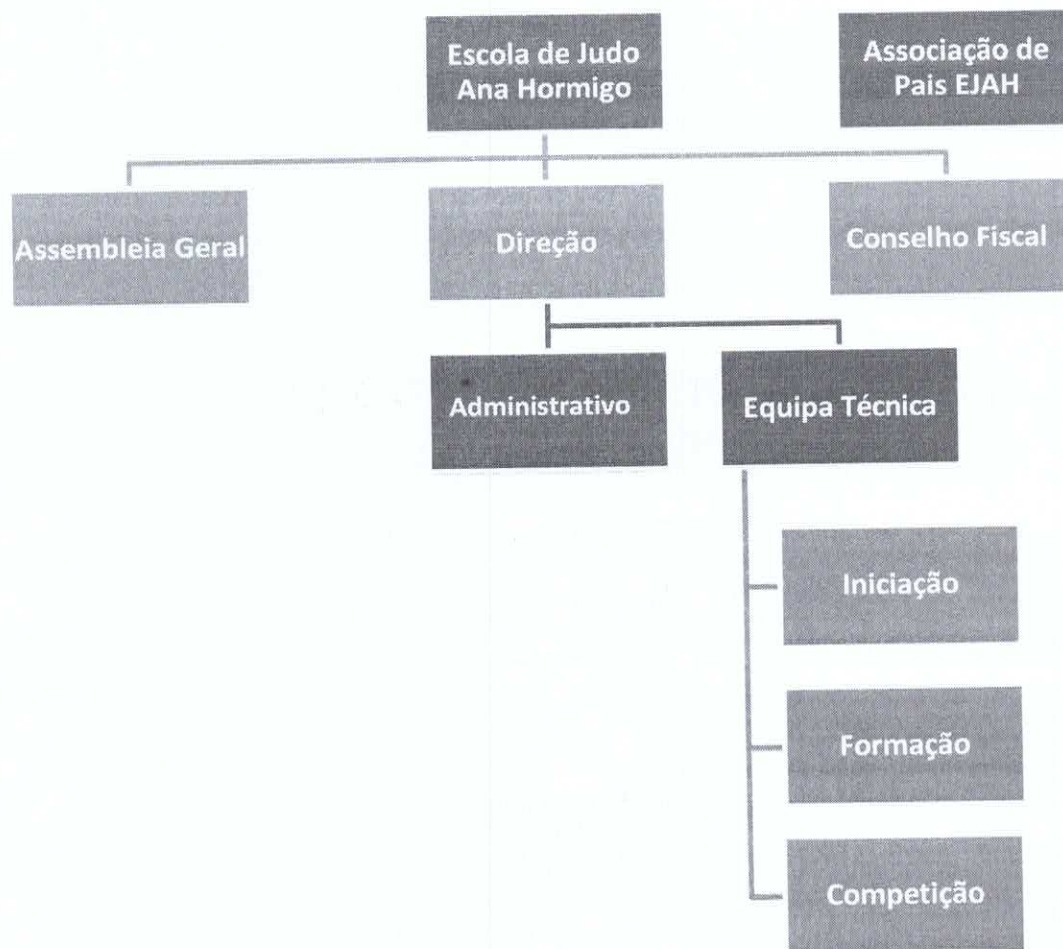 Escola de Judo
Ana Hormigo
Associação de
Pais EJAH
Assembleia Geral
Direção
Conselho Fiscal
Administrativo
Equipa Técnica
Iniciação
Formação
Competição